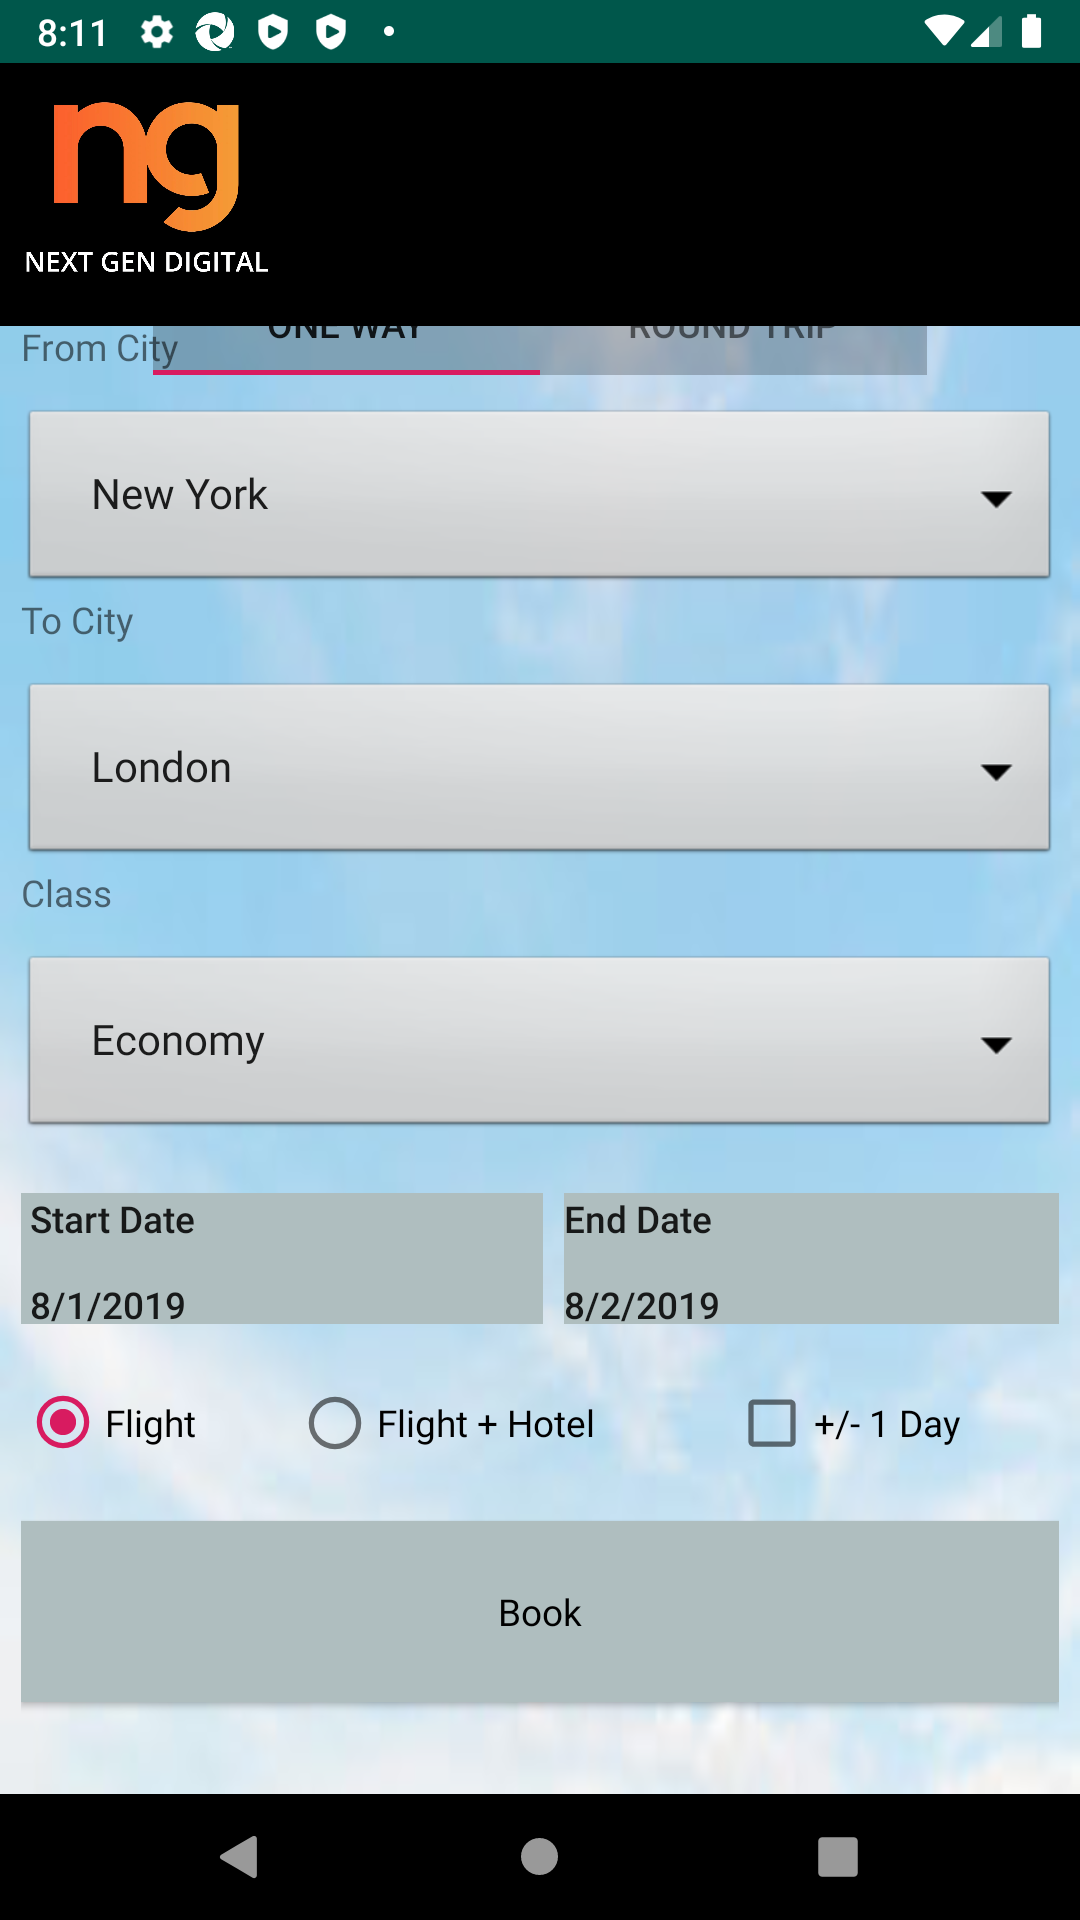 8:11
ng
NEXT GEN DIGITAL
ONE WAY
ROUND TRIP
From City
New York
To City
London
Class
Economy
Start Date
End Date
8/1/2019
8/2/2019
Flight
Flight + Hotel
+/- 1 Day
Book